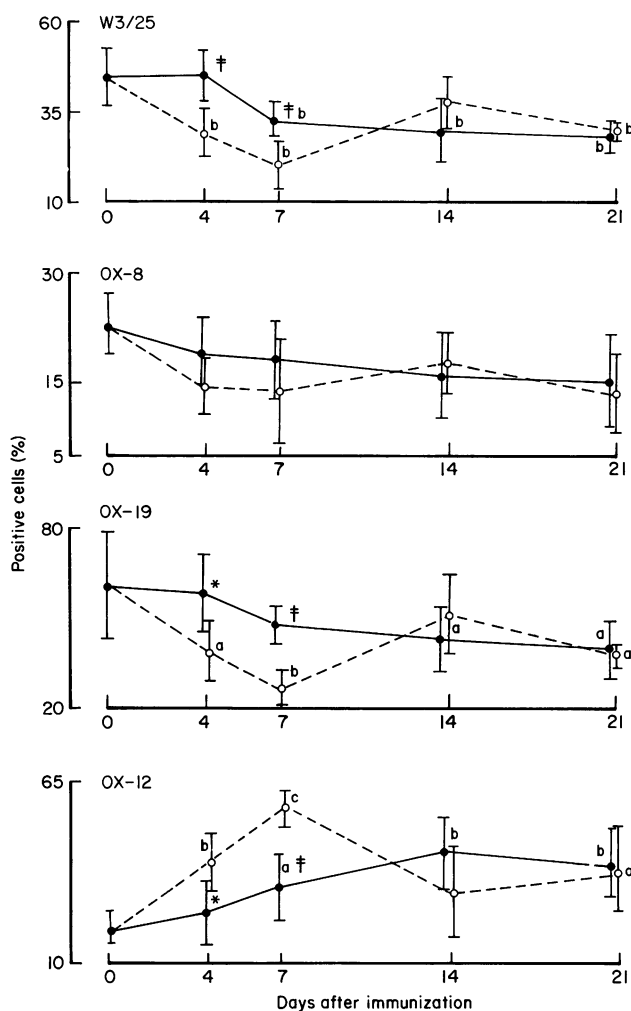 W3/25
60
‡
‡ b
35
b
b
b
b
b
10
0 4 7 14 21
OX-8
30
15
5
0 4 7 14 21
Positive cells (%)
OX-19
80
*
‡
a
b
a
a
a
20
0 4 7 14 21
OX-12
65
c
b
b
b
a ‡
a
*
10
0 4 7 14 21
Days after immunization